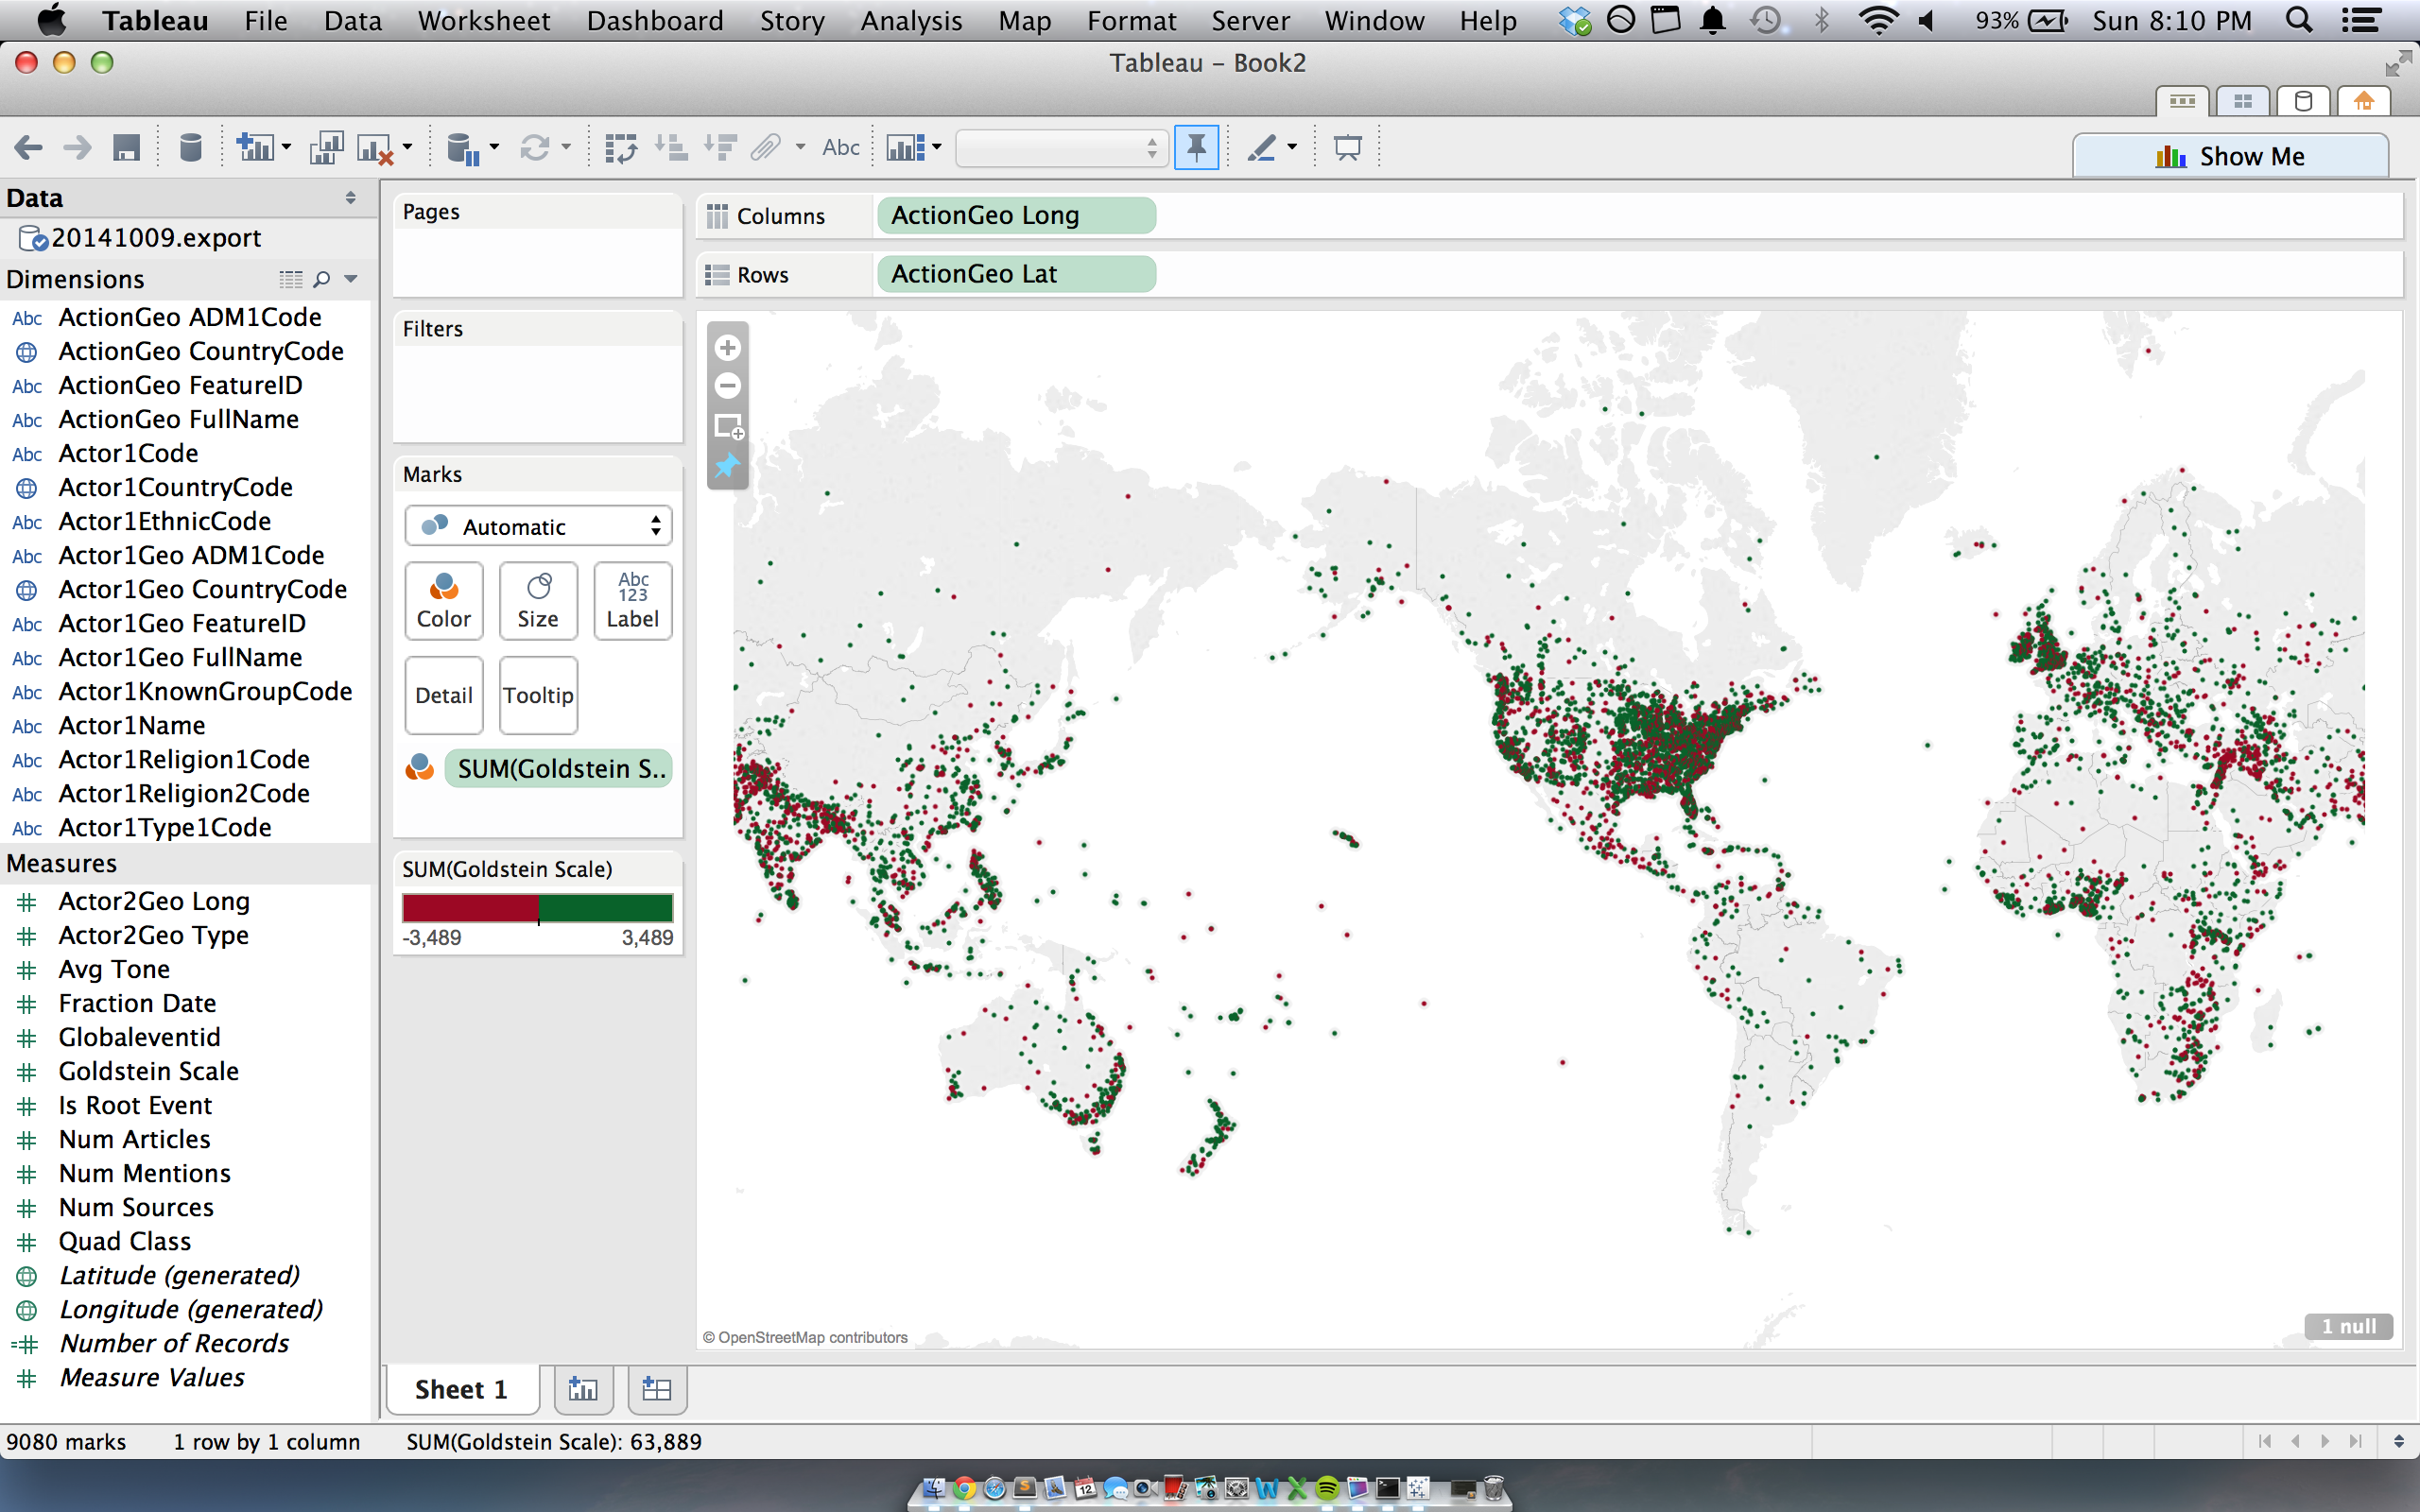 Tableau File Data Worksheet Dashboard Story Analysis Map Format Server Window Help 93% Sun 8:10 PM
Tableau - Book2
Abc
Show Me
Data
20141009.export
Dimensions
Abc ActionGeo ADM1Code
ActionGeo CountryCode
Abc ActionGeo FeatureID
Abc ActionGeo FullName
Abc Actor1Code
Actor1CountryCode
Abc Actor1EthnicCode
Abc Actor1Geo ADM1Code
Actor1Geo CountryCode
Abc Actor1Geo FeatureID
Abc Actor1Geo FullName
Abc Actor1KnownGroupCode
Abc Actor1Name
Abc Actor1Religion1Code
Abc Actor1Religion2Code
Abc Actor1Type1Code
Measures
Actor2Geo Long
Actor2Geo Type
Avg Tone
Fraction Date
Globaleventid
Goldstein Scale
Is Root Event
Num Articles
Num Mentions
Num Sources
Quad Class
Latitude (generated)
Longitude (generated)
Number of Records
Measure Values
Pages
Filters
Marks
Automatic
Color
Size
Abc
123
Label
Detail
Tooltip
SUM(Goldstein S..
SUM(Goldstein Scale)
-3,489 3,489
Columns ActionGeo Long
Rows ActionGeo Lat
© OpenStreetMap contributors
1 null
Sheet 1
9080 marks 1 row by 1 column SUM(Goldstein Scale): 63,889
12